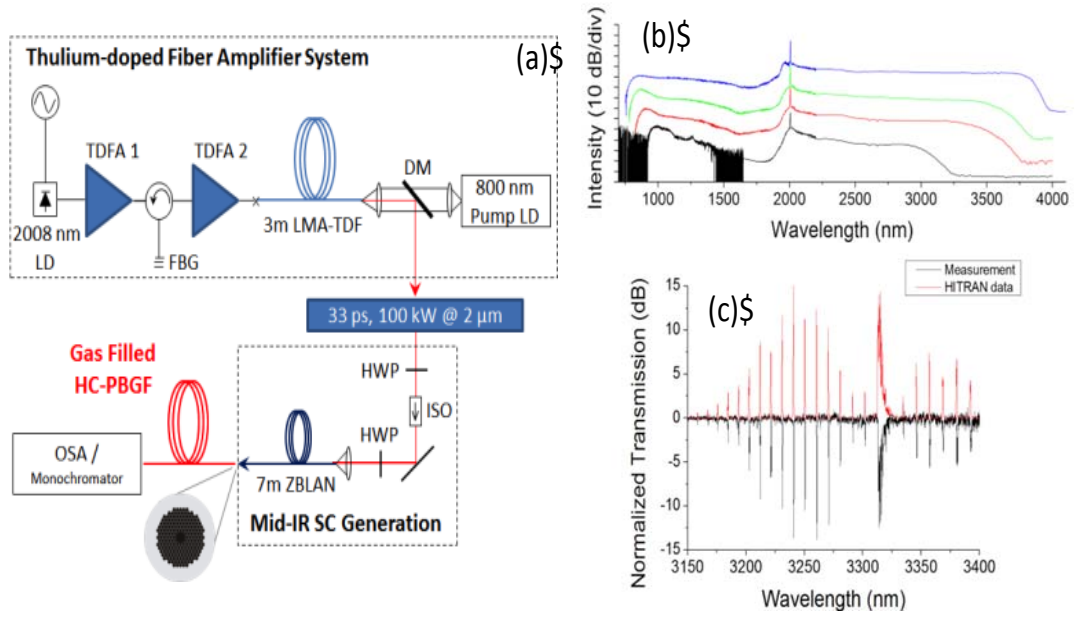 (a)$
Thulium-doped Fiber Amplifier System
TDFA 1
TDFA 2
DM
800 nm
Pump LD
3m LMA-TDF
2008 nm
LD
FBG
33 ps, 100 kW @ 2 µm
Gas Filled
HC-PBGF
HWP
ISO
HWP
OSA /
Monochromator
7m ZBLAN
Mid-IR SC Generation
(b)$
Intensity (10 dB/div)
1000 1500 2000 2500 3000 3500 4000
Wavelength (nm)
(c)$
Measurement
HITRAN data
Normalized Transmission (dB)
15
10
5
0
-5
-10
-15
3150 3200 3250 3300 3350 3400
Wavelength (nm)